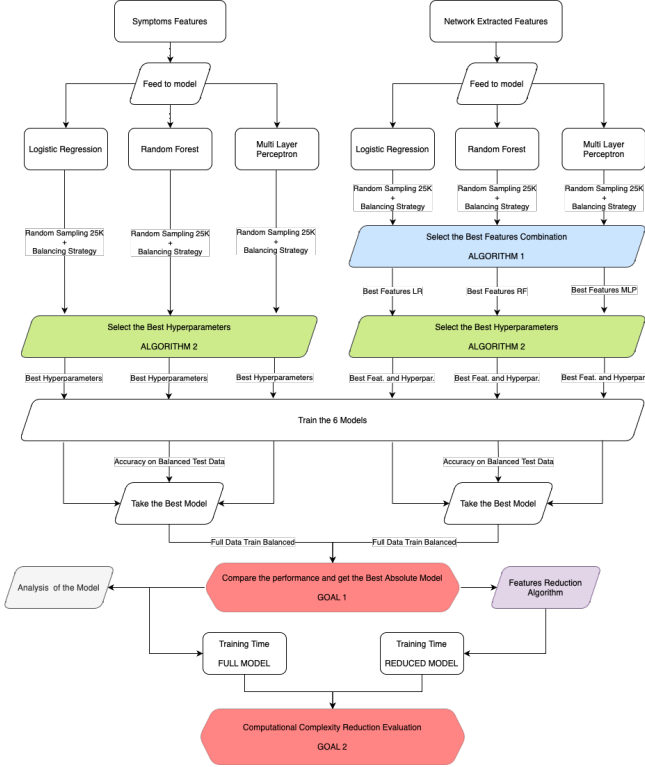 Symptoms Features
Network Extracted Features
Feed to model
Feed to model
Logistic Regression
Random Forest
Multi Layer
Perceptron
Logistic Regression
Random Forest
Multi Layer
Perceptron
Random Sampling 25K
+
Balancing Strategy
Random Sampling 25K
+
Balancing Strategy
Random Sampling 25K
+
Balancing Strategy
Random Sampling 25K
+
Balancing Strategy
Random Sampling 25K
+
Balancing Strategy
Random Sampling 25K
+
Balancing Strategy
Select the Best Features Combination
ALGORITHM 1
Best Features LR
Best Features RF
Best Features MLP
Select the Best Hyperparameters
ALGORITHM 2
Select the Best Hyperparameters
ALGORITHM 2
Best Hyperparameters
Best Hyperparameters
Best Hyperparameters
Best Feat. and Hyperpar.
Best Feat. and Hyperpar.
Best Feat. and Hyperpar
Train the 6 Models
Accuracy on Balanced Test Data
Accuracy on Balanced Test Data
Take the Best Model
Take the Best Model
Full Data Train Balanced
Full Data Train Balanced
Analysis of the Model
Compare the performance and get the Best Absolute Model
GOAL 1
Features Reduction
Algorithm
Training Time
FULL MODEL
Training Time
REDUCED MODEL
Computational Complexity Reduction Evaluation
GOAL 2